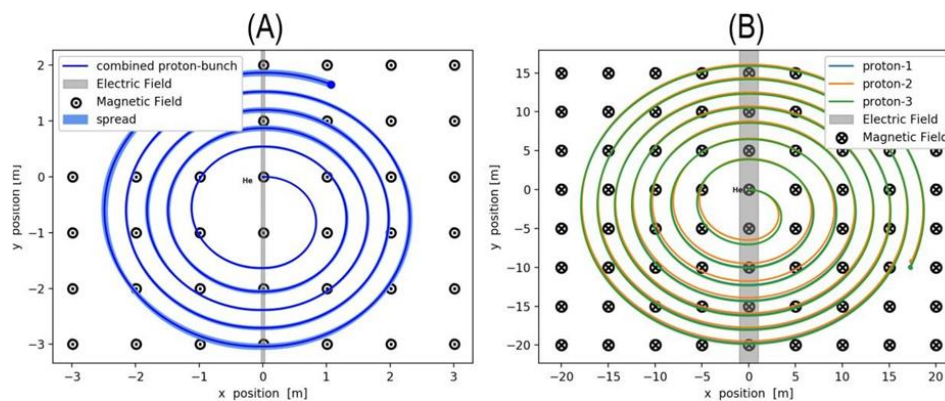 (A)
combined proton-bunch
Electric Field
Magnetic Field
spread
He
2
1
0
−1
−2
−3
y position [m]
−3 −2 −1 0 1 2 3
x position [m]
(B)
proton-1
proton-2
proton-3
Electric Field
Magnetic Field
He
15
10
5
0
−5
−10
−15
−20
y position [m]
−20 −15 −10 −5 0 5 10 15 20
x position [m]